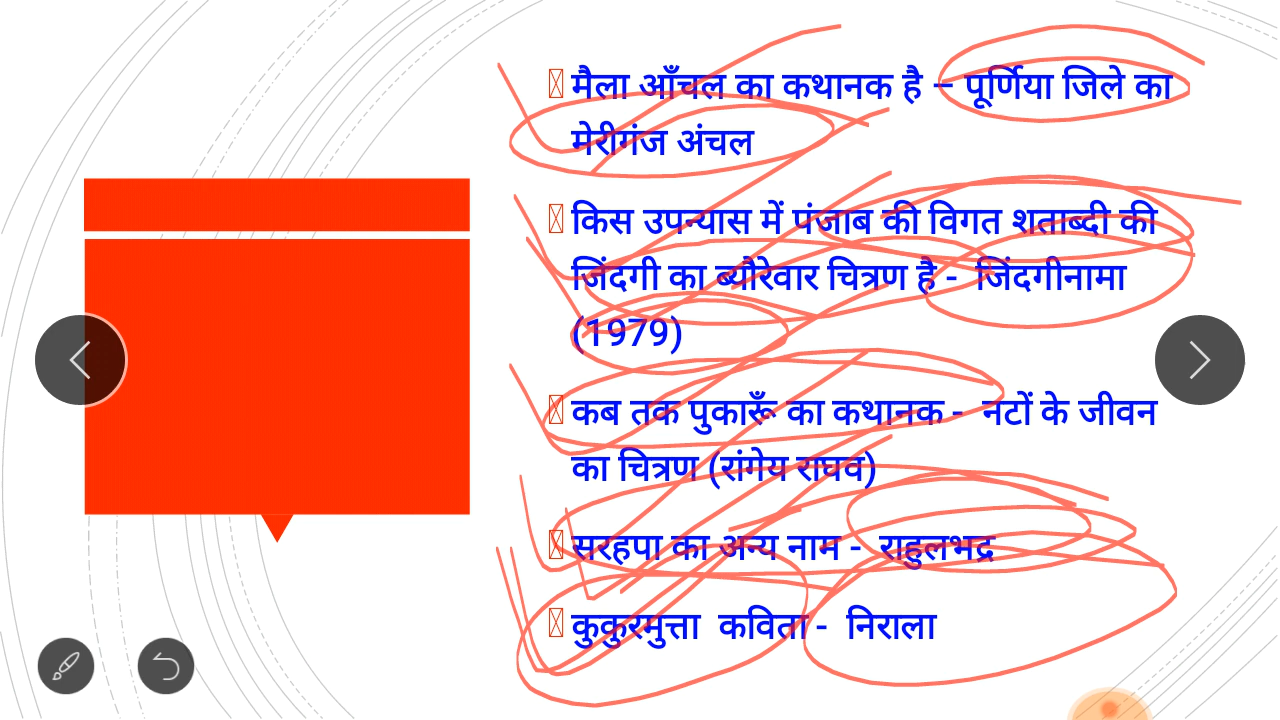 मैला आँचल का कथानक है – पूर्णिया जिले का
मेरीगंज अंचल
किस उपन्यास में पंजाब की विगत शताब्दी की
जिंदगी का ब्यौरेवार चित्रण है - जिंदगीनामा
(1979)
कब तक पुकारूँ का कथानक - नटों के जीवन
का चित्रण (रांगेय राघव)
सरहपा का अन्य नाम - राहुलभद्र
कुकुरमुत्ता कविता - निराला